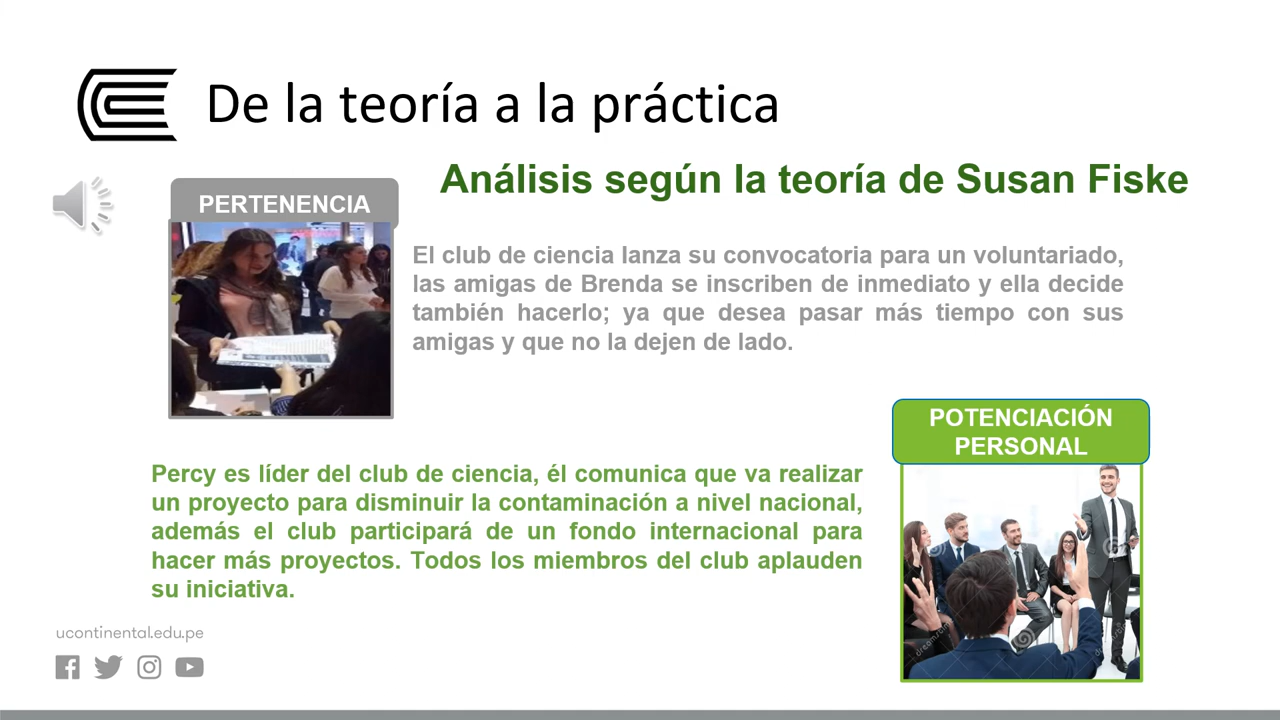 De la teoría a la práctica
Análisis según la teoría de Susan Fiske
PERTENENCIA
El club de ciencia lanza su convocatoria para un voluntariado,
las amigas de Brenda se inscriben de inmediato y ella decide
también hacerlo; ya que desea pasar más tiempo con sus
amigas y que no la dejen de lado.
POTENCIACIÓN
PERSONAL
Percy es líder del club de ciencia, él comunica que va realizar
un proyecto para disminuir la contaminación a nivel nacional,
además el club participará de un fondo internacional para
hacer más proyectos. Todos los miembros del club aplauden
su iniciativa.
ucontinental.edu.pe